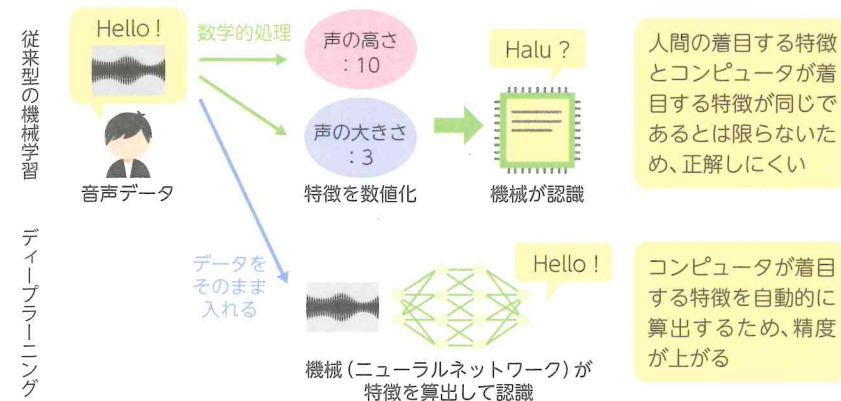 従来型の機械学習
Hello !
音声データ
数学的処理
声の高さ
:10
声の大きさ
:3
特徴を数値化
Halu ?
機械が認識
人間の着目する特徴
とコンピュータが着
目する特徴が同じで
あるとは限らないた
め、正解しにくい
ディープラーニング
データを
そのまま
入れる
Hello !
機械(ニューラルネットワーク)が
特徴を算出して認識
コンピュータが着目
する特徴を自動的に
算出するため、精度
が上がる